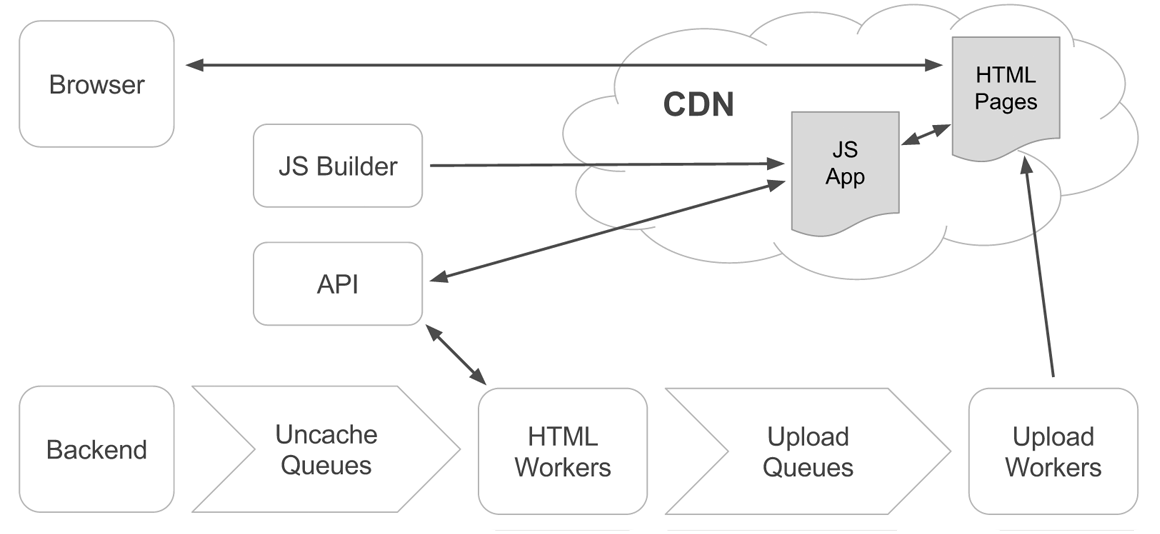 Browser
CDN
HTML
Pages
JS Builder
JS
App
API
Backend
Uncache
Queues
HTML
Workers
Upload
Queues
Upload
Workers